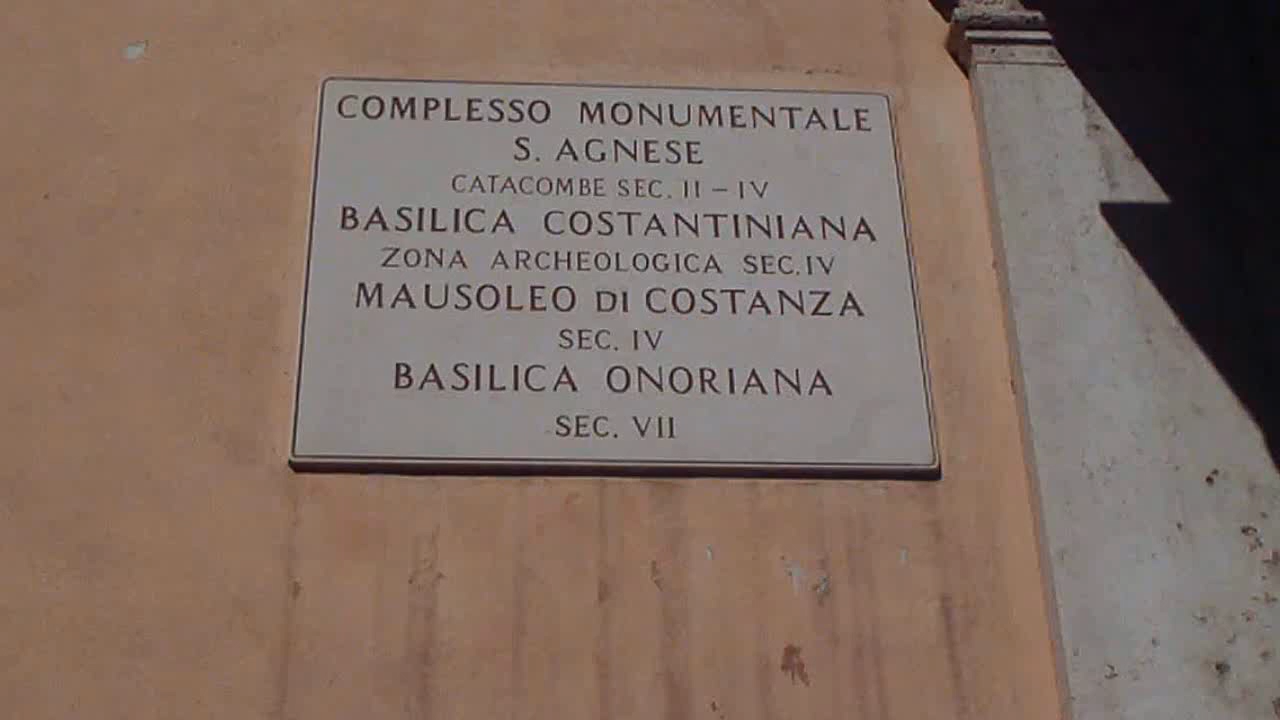 COMPLESSO MONUMENTALE
S. AGNESE
CATACOMBE SEC. II – IV
BASILICA COSTANTINIANA
ZONA ARCHEOLOGICA SEC. IV
MAUSOLEO DI COSTANZA
SEC. IV
BASILICA ONORIANA
SEC. VII